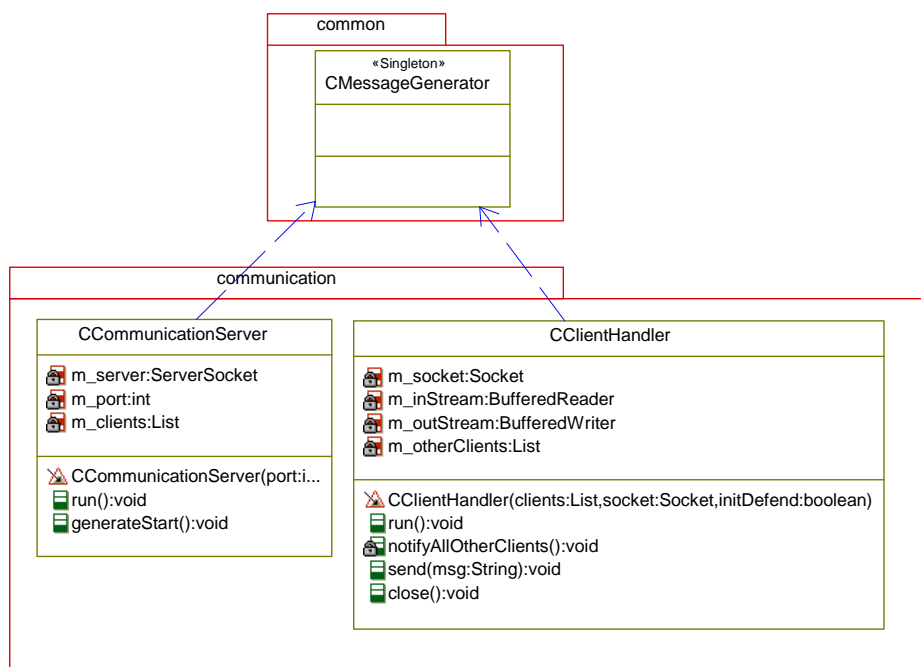 common
«Singleton»
CMessageGenerator
communication
CCommunicationServer
m_server:ServerSocket
m_port:int
m_clients:List
CCommunicationServer(port:i...
run():void
generateStart():void
CClientHandler
m_socket:Socket
m_inStream:BufferedReader
m_outStream:BufferedWriter
m_otherClients:List
CClientHandler(clients:List,socket:Socket,initDefend:boolean)
run():void
notifyAllOtherClients():void
send(msg:String):void
close():void